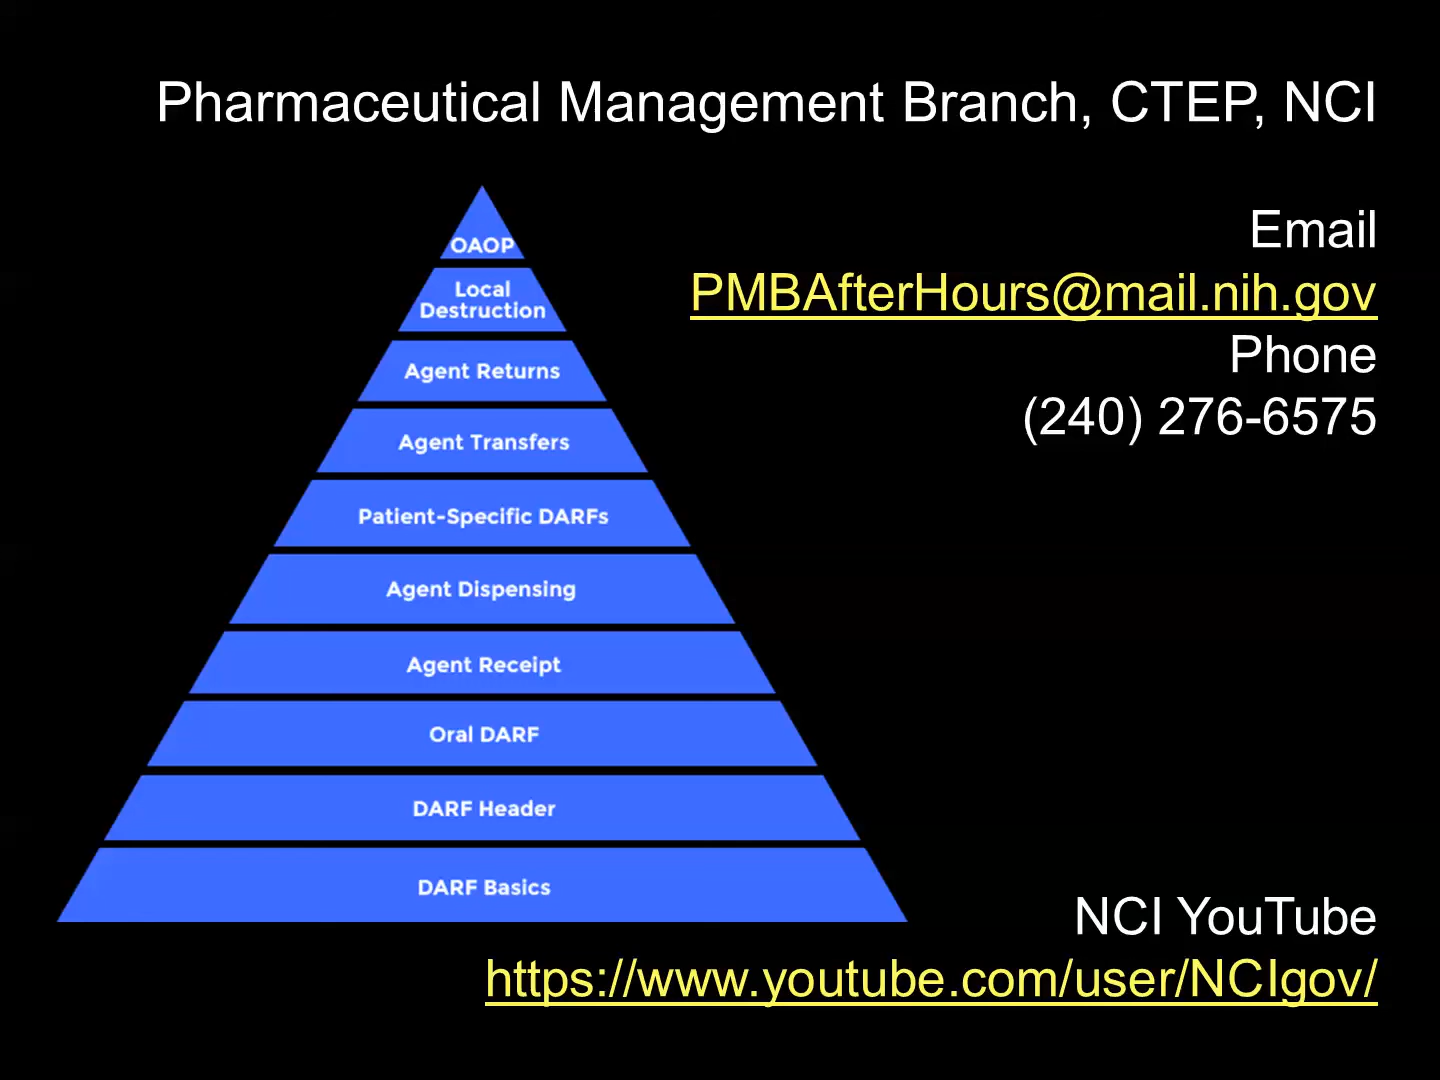 Pharmaceutical Management Branch, CTEP, NCI
Email
PMBAfterHours@mail.nih.gov
Phone
(240) 276-6575
OAOP
Local
Destruction
Agent Returns
Agent Transfers
Patient-Specific DARFs
Agent Dispensing
Agent Receipt
Oral DARF
DARF Header
DARF Basics
NCI YouTube
https://www.youtube.com/user/NCIgov/